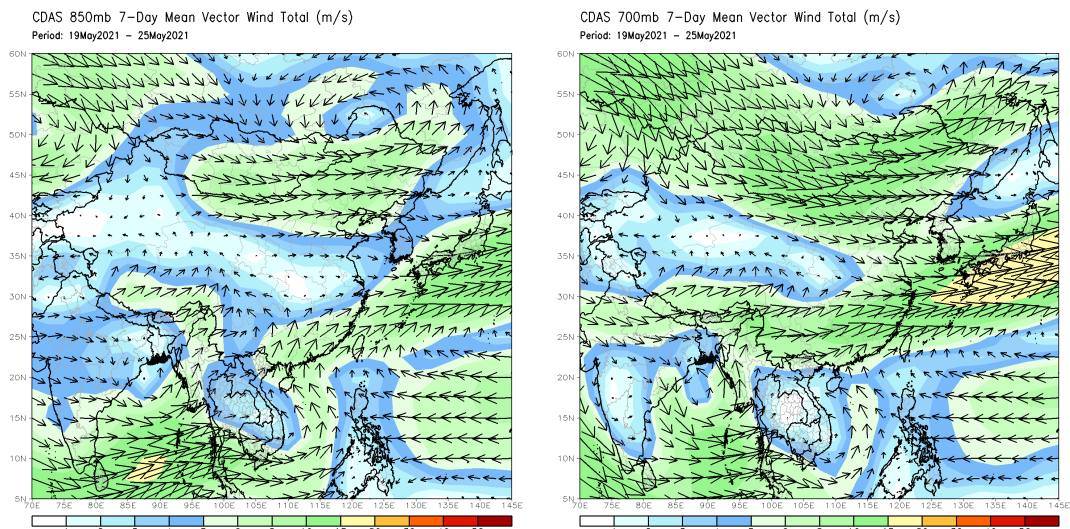 CDAS 850mb 7-Day Mean Vector Wind Total (m/s)
Period: 19May2021 - 25May2021
60N
55N
50N
45N
40N
35N
30N
25N
20N
15N
10N
5N
70E 75E 80E 85E 90E 95E 100E 105E 110E 115E 120E 125E 130E 135E 140E 145E
CDAS 700mb 7-Day Mean Vector Wind Total (m/s)
Period: 19May2021 - 25May2021
60N
55N
50N
45N
40N
35N
30N
25N
20N
15N
10N
5N
70E 75E 80E 85E 90E 95E 100E 105E 110E 115E 120E 125E 130E 135E 140E 145E